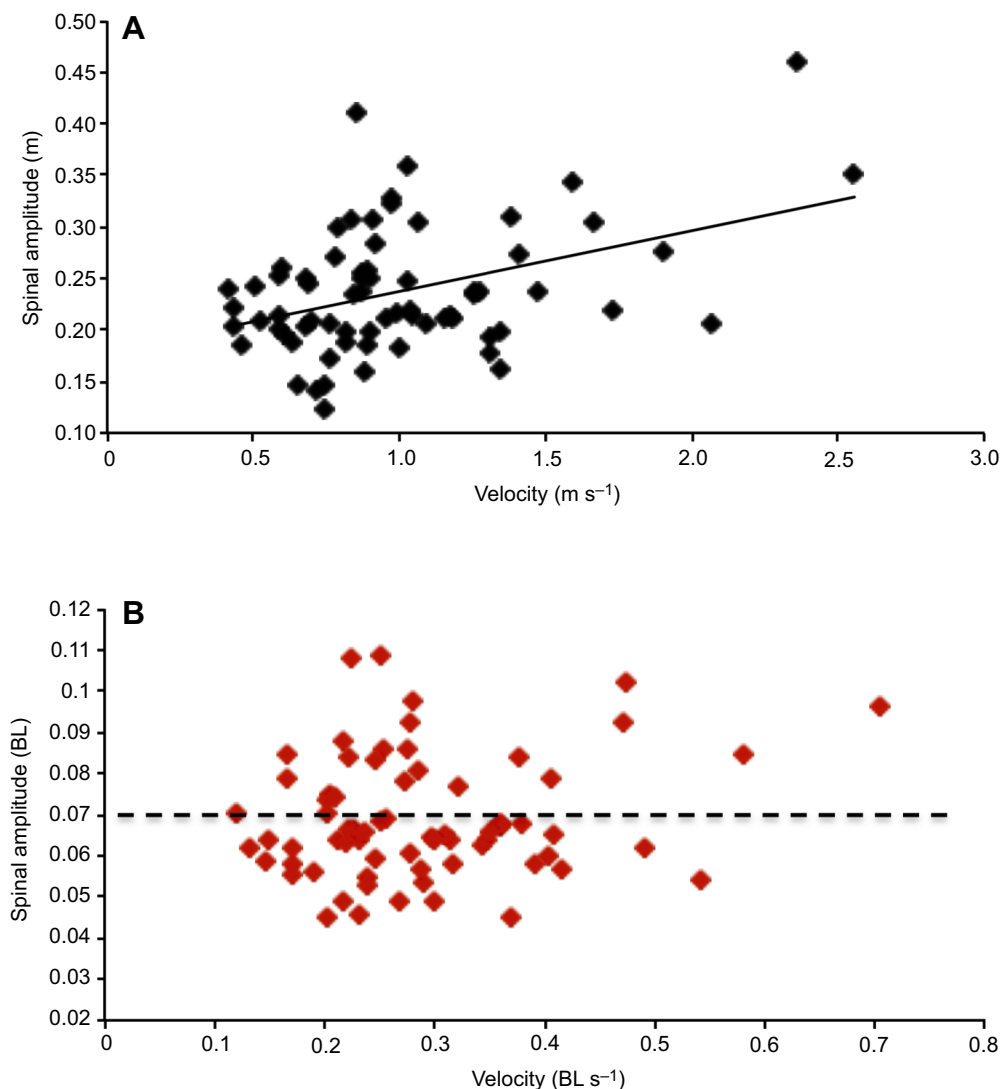 A
0.50
0.45
0.40
0.35
0.30
0.25
0.20
0.15
0.10
Spinal amplitude (m)
0 0.5 1.0 1.5 2.0 2.5 3.0
Velocity (m s–1)
B
0.12
0.11
0.1
0.09
0.08
0.07
0.06
0.05
0.04
0.03
0.02
Spinal amplitude (BL)
0 0.1 0.2 0.3 0.4 0.5 0.6 0.7 0.8
Velocity (BL s–1)